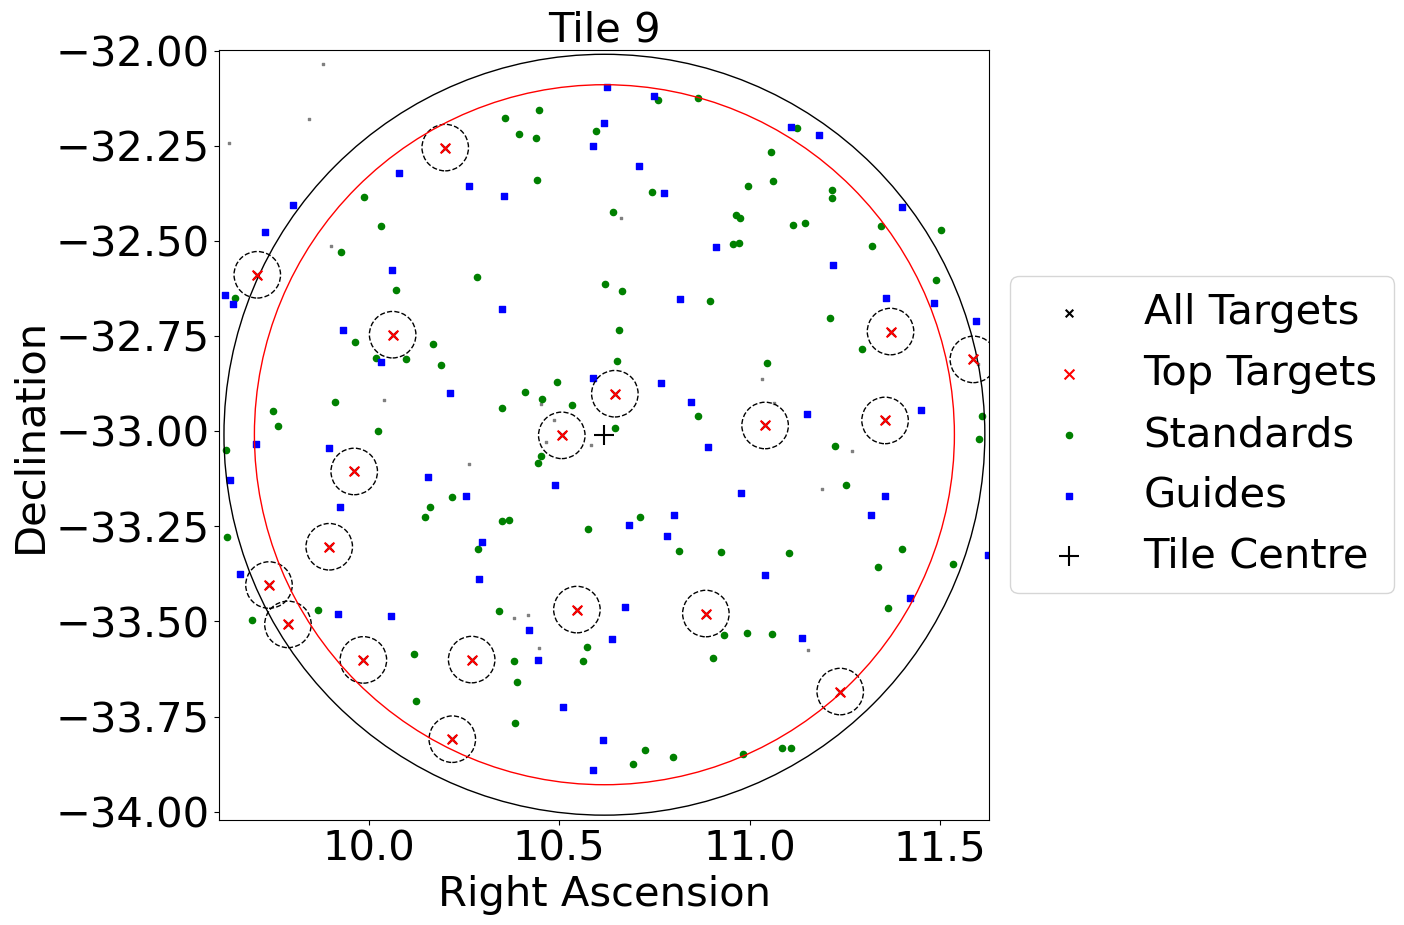 Tile 9
−32.00
−32.25
−32.50
−32.75
−33.00
−33.25
−33.50
−33.75
−34.00
Declination
10.0
10.5
11.0
11.5
Right Ascension
All Targets
Top Targets
Standards
Guides
Tile Centre